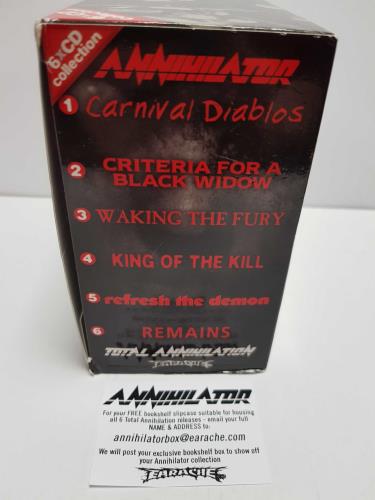 6xCD
collection
ANNIHILATOR
1 Carnival Diablos
2 CRITERIA FOR A
BLACK WIDOW
3 WAKING THE FURY
4 KING OF THE KILL
5 refresh the demon
6 REMAINS
TOTAL ANNIHILATION
EARACHE
ANNIHILATOR
For your FREE bookshelf slipcase suitable for housing
all 6 Total Annihilation releases - email your full
NAME & ADDRESS to:
annihilatorbox@earache.com
We will post your exclusive bookshelf box to show off
your Annihilator collection
EARACHE